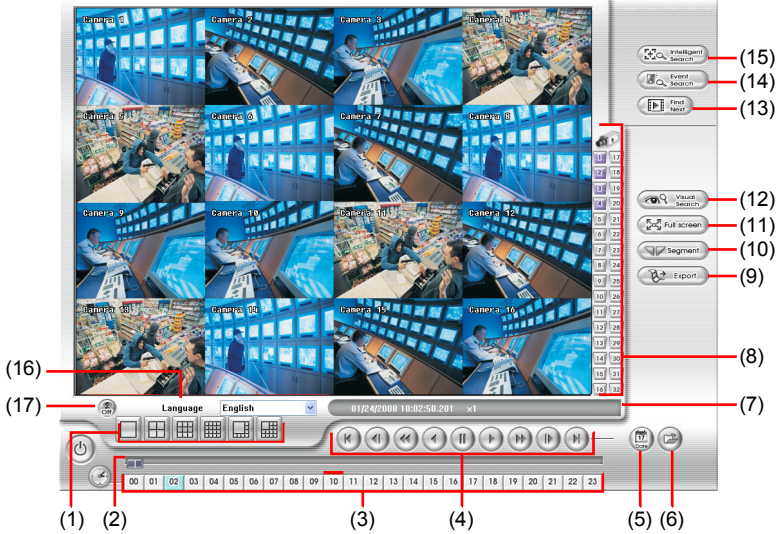 Camera 1 Camera 2 Camera 3 Camera 4
Intelligent Search (15)
Event Search (14)
Find Next (13)
Camera 5 Camera 6 Camera 7 Camera 8
1 17
2 18
3 19
4 20
5 21
6 22
7 23
8 24
9 25
10 26
11 27
12 28
13 29
14 30
15 31
16 32
Visual Search (12)
Full screen (11)
Segment (10)
Export (9)
Camera 9 Camera 10 Camera 11 Camera 12
Camera 13 Camera 14 Camera 15 Camera 16
(8)
(16)
(17) Off Language English 01/24/2008 10:02:50.201 x1 (7)
17 Date
00 01 02 03 04 05 06 07 08 09 10 11 12 13 14 15 16 17 18 19 20 21 22 23
(1) (2) (3) (4) (5) (6)